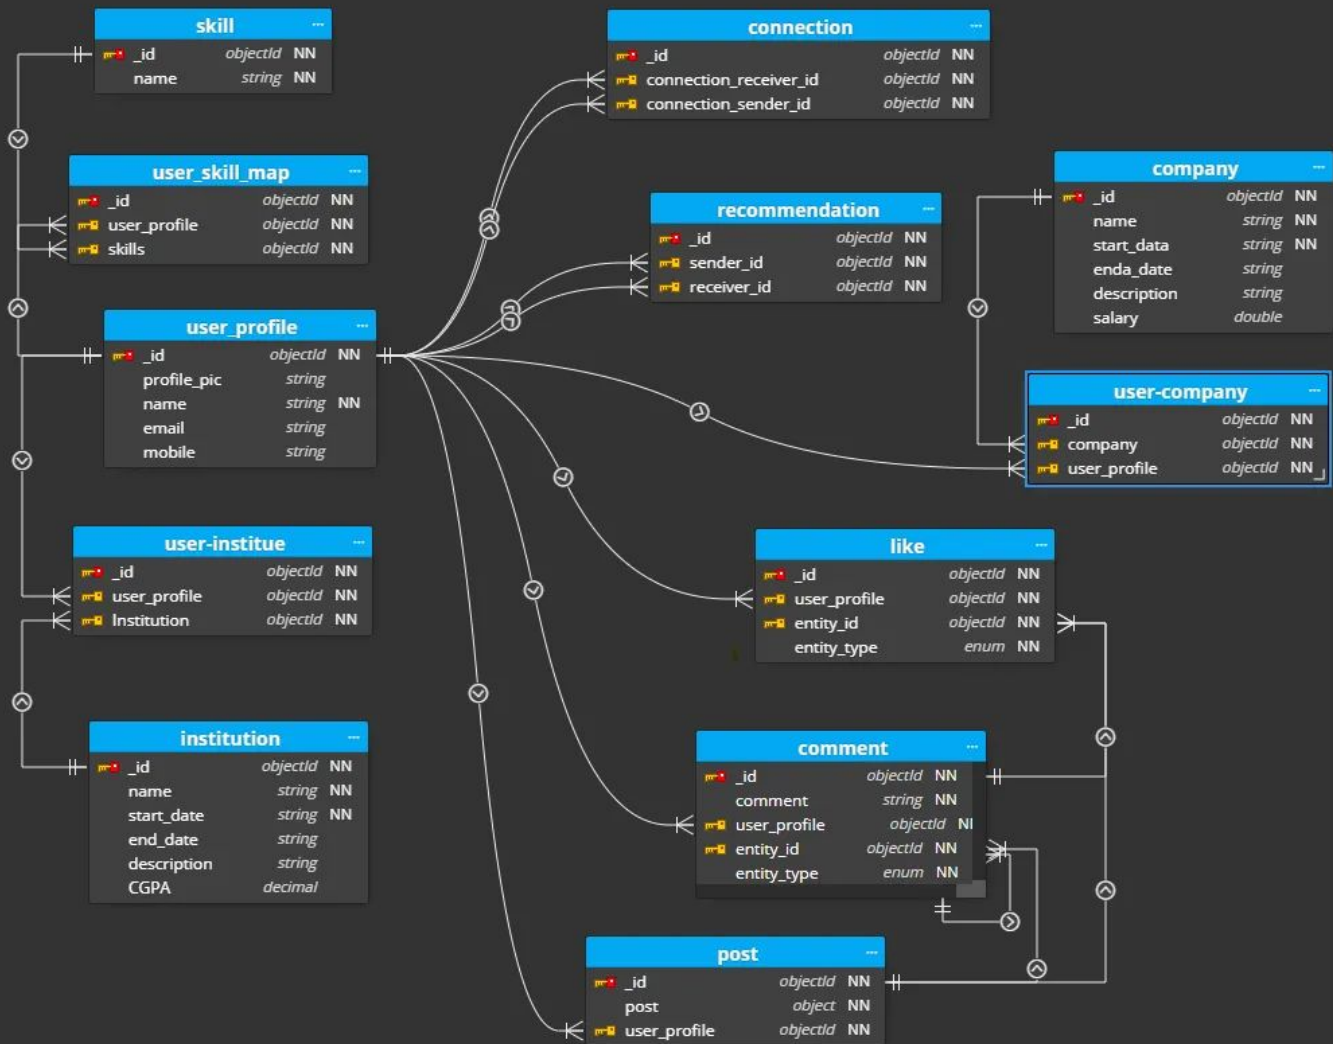 skill ...
_id objectId NN
name string NN
user_skill_map ...
_id objectId NN
user_profile objectId NN
skills objectId NN
user_profile ...
_id objectId NN
profile_pic string
name string NN
email string
mobile string
user-institue ...
_id objectId NN
user_profile objectId NN
Institution objectId NN
institution ...
_id objectId NN
name string NN
start_date string NN
end_date string
description string
CGPA decimal
connection ...
_id objectId NN
connection_receiver_id objectId NN
connection_sender_id objectId NN
recommendation ...
_id objectId NN
sender_id objectId NN
receiver_id objectId NN
company ...
_id objectId NN
name string NN
start_data string NN
enda_date string
description string
salary double
user-company ...
_id objectId NN
company objectId NN
user_profile objectId NN
like ...
_id objectId NN
user_profile objectId NN
entity_id objectId NN
entity_type enum NN
comment ...
_id objectId NN
comment string NN
user_profile objectId N
entity_id objectId NN
entity_type enum NN
post ...
_id objectId NN
post object NN
user_profile objectId NN